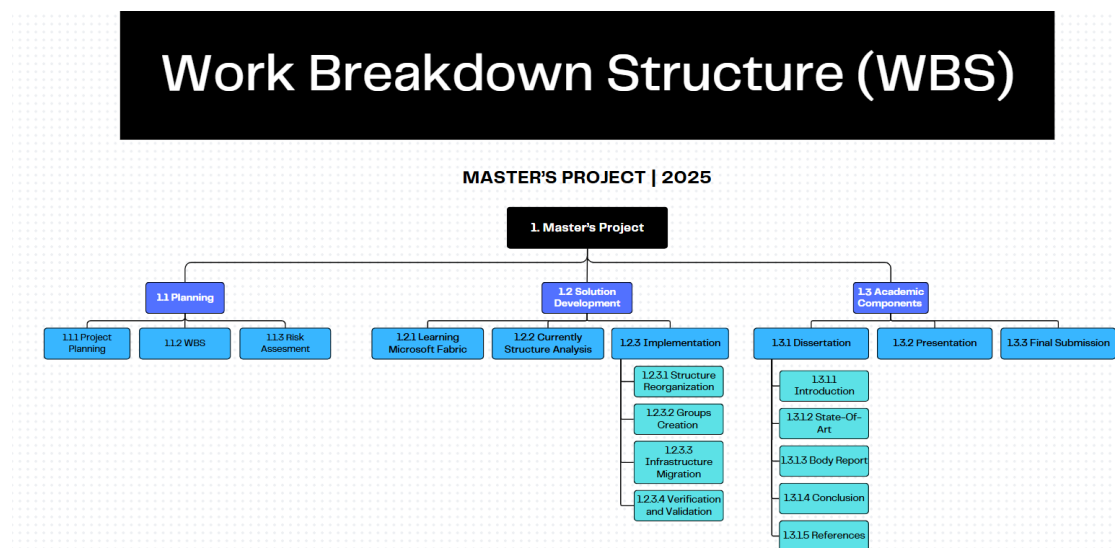 Work Breakdown Structure (WBS)
MASTER'S PROJECT | 2025
1. Master's Project
1.1 Planning
1.2 Solution
Development
1.3 Academic
Components
1.1.1 Project
Planning
1.1.2 WBS
1.1.3 Risk
Assesment
1.2.1 Learning
Microsoft Fabric
1.2.2 Currently
Structure Analysis
1.2.3 Implementation
1.3.1 Dissertation
1.3.2 Presentation
1.3.3 Final Submission
1.2.3.1 Structure
Reorganization
1.2.3.2 Groups
Creation
1.2.3.3
Infrastructure
Migration
1.2.3.4 Verification
and Validation
1.3.1.1
Introduction
1.3.1.2 State-Of-
Art
1.3.1.3 Body Report
1.3.1.4 Conclusion
1.3.1.5 References